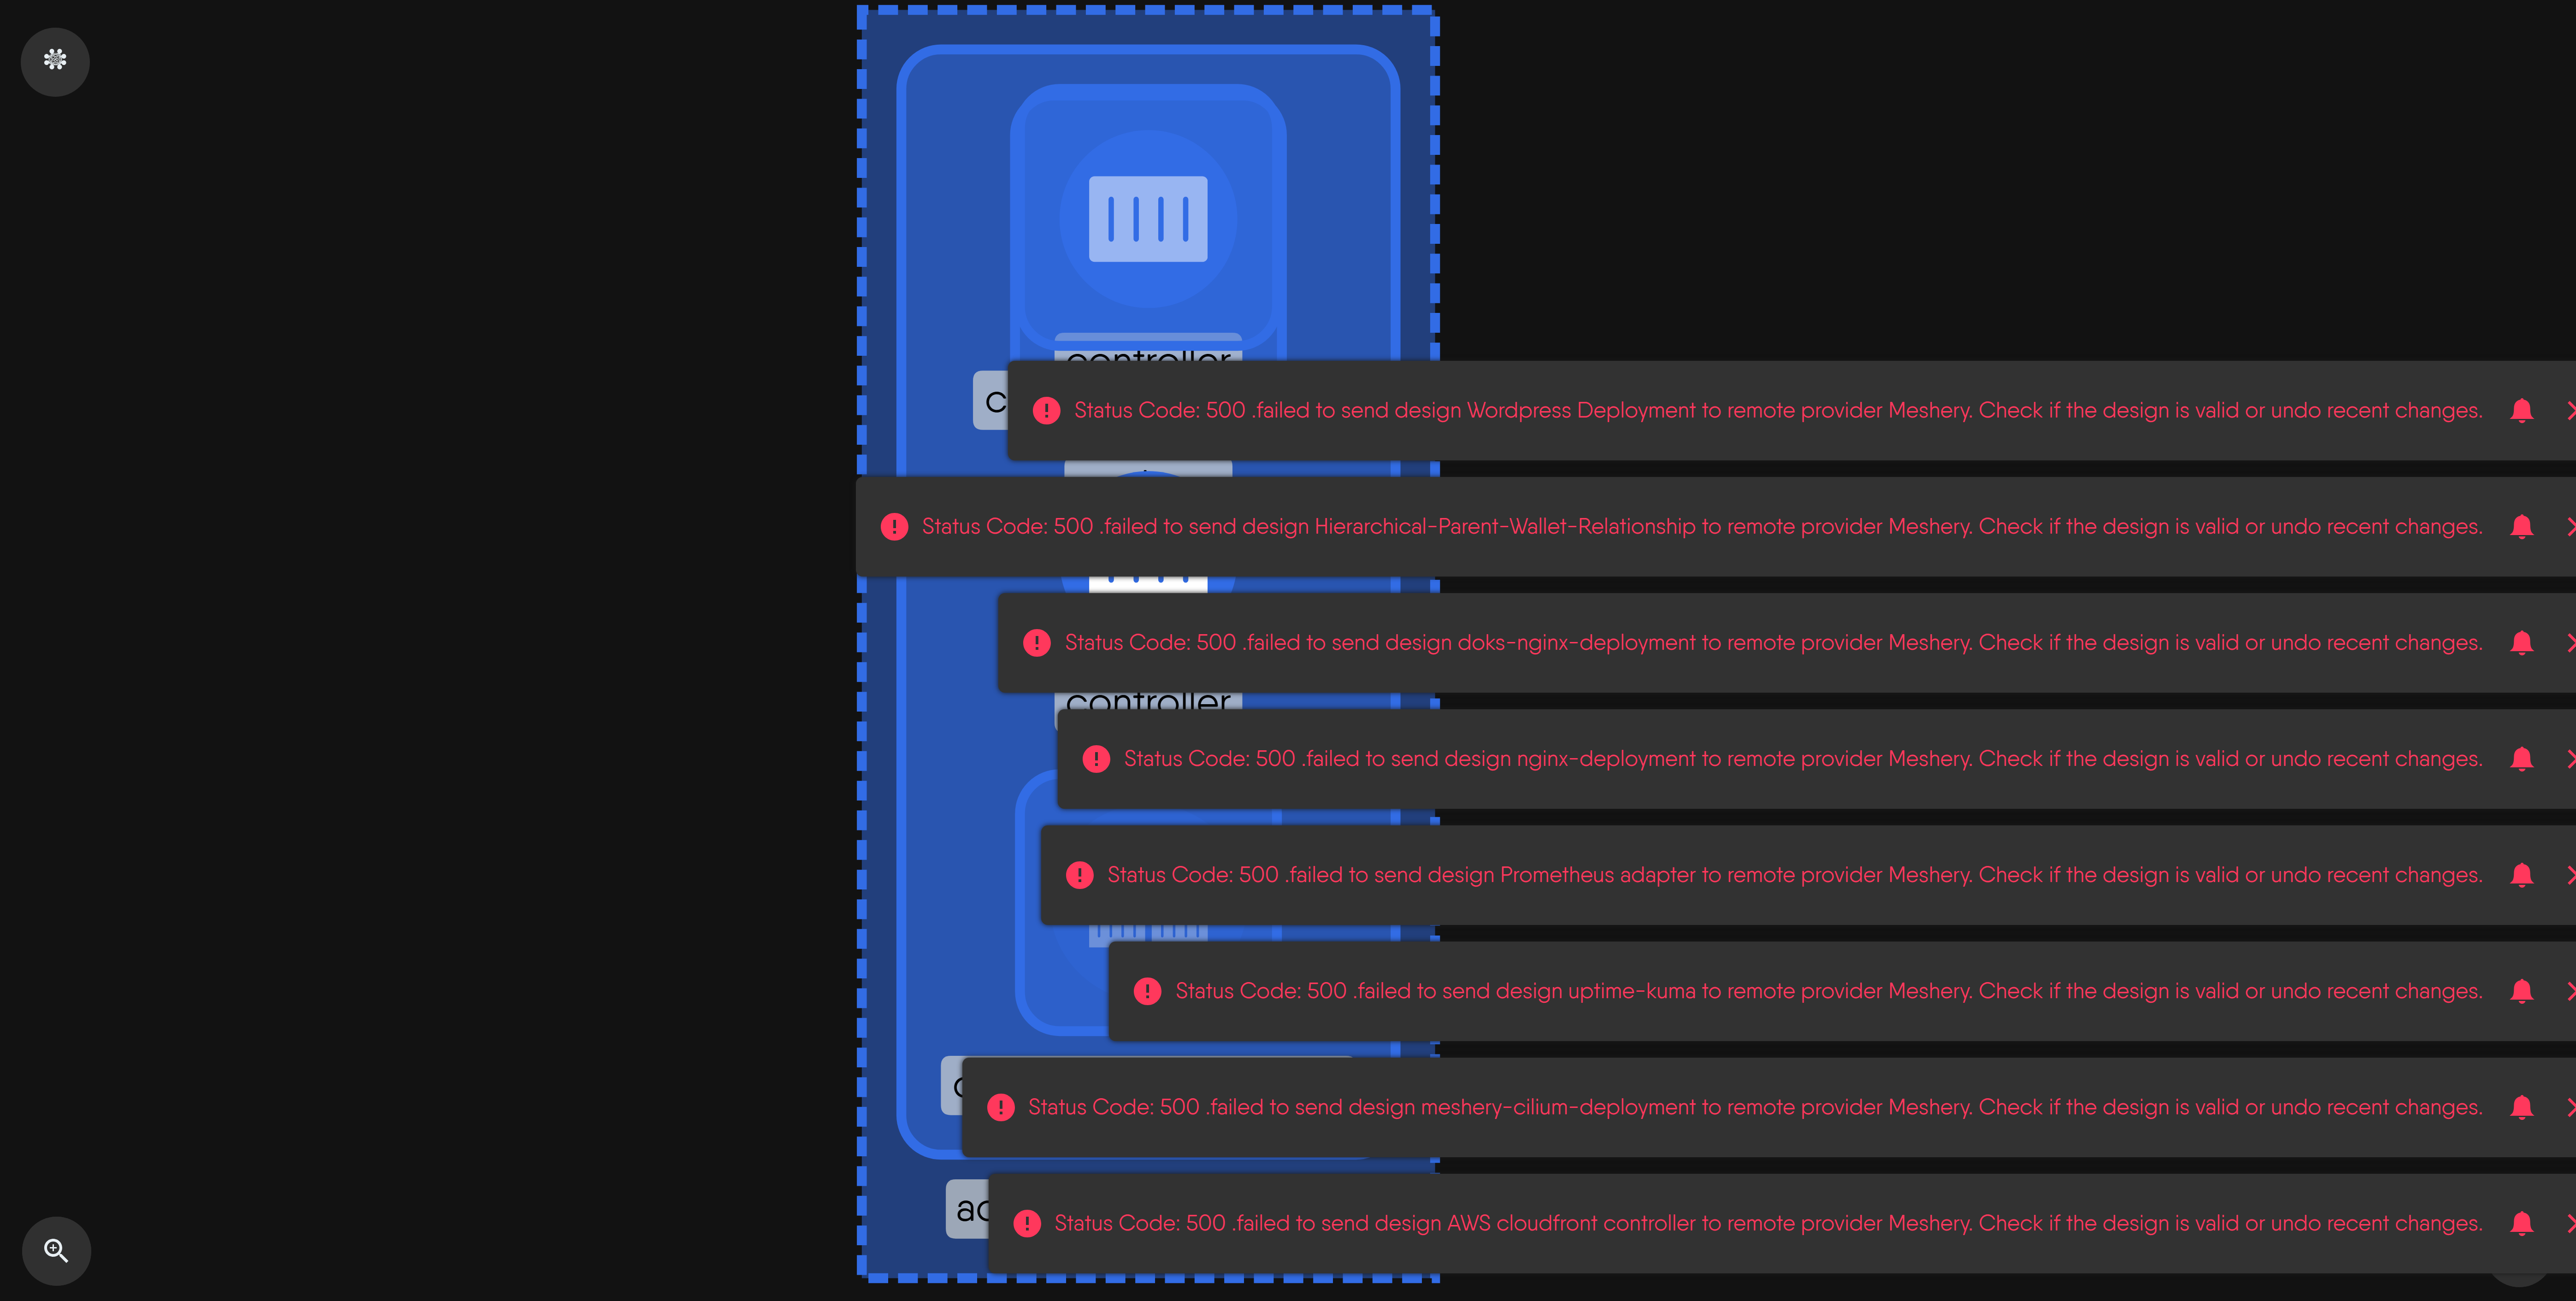 controller
Status Code: 500 .failed to send design Wordpress Deployment to remote provider Meshery. Check if the design is valid or undo recent changes.
Status Code: 500 .failed to send design Hierarchical-Parent-Wallet-Relationship to remote provider Meshery. Check if the design is valid or undo recent changes.
Status Code: 500 .failed to send design doks-nginx-deployment to remote provider Meshery. Check if the design is valid or undo recent changes.
controller
Status Code: 500 .failed to send design nginx-deployment to remote provider Meshery. Check if the design is valid or undo recent changes.
Status Code: 500 .failed to send design Prometheus adapter to remote provider Meshery. Check if the design is valid or undo recent changes.
Status Code: 500 .failed to send design uptime-kuma to remote provider Meshery. Check if the design is valid or undo recent changes.
Status Code: 500 .failed to send design meshery-cilium-deployment to remote provider Meshery. Check if the design is valid or undo recent changes.
Status Code: 500 .failed to send design AWS cloudfront controller to remote provider Meshery. Check if the design is valid or undo recent changes.